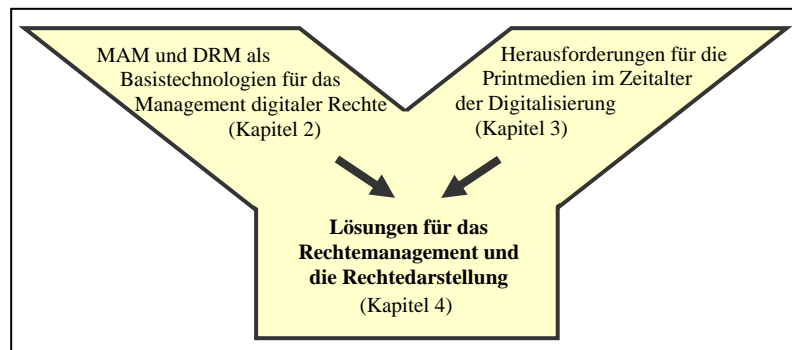 MAM und DRM als
Basistechnologien für das
Management digitaler Rechte
(Kapitel 2)
Herausforderungen für die
Printmedien im Zeitalter
der Digitalisierung
(Kapitel 3)
Lösungen für das
Rechtemanagement und
die Rechtedarstellung
(Kapitel 4)